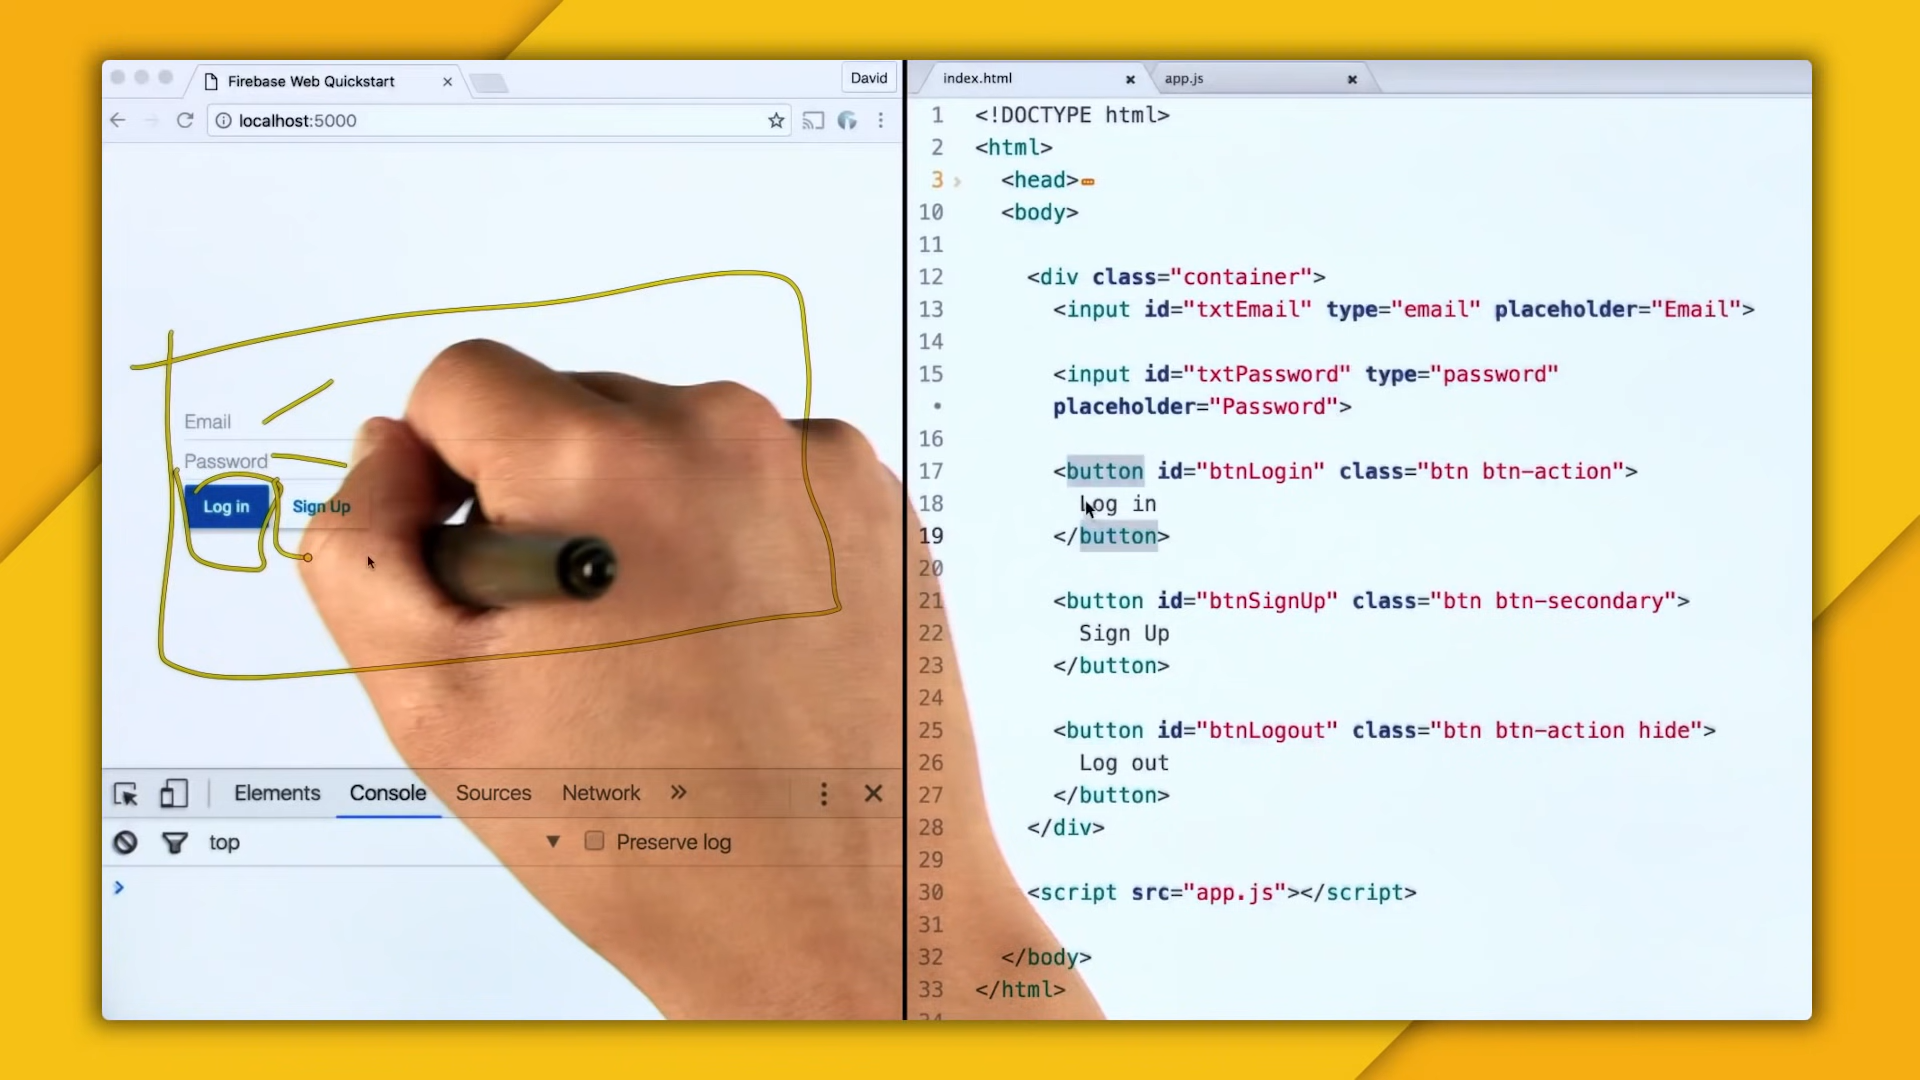 Firebase Web Quickstart
David
localhost:5000
Email
Password
Log in
Sign Up
Elements
Console
Sources
Network
top
Preserve log
index.html
app.js
1 <!DOCTYPE html>
2 <html>
3 <head>
10 <body>
11
12 <div class="container">
13 <input id="txtEmail" type="email" placeholder="Email">
14
15 <input id="txtPassword" type="password"
• placeholder="Password">
16
17 <button id="btnLogin" class="btn btn-action">
18 Log in
19 </button>
20
21 <button id="btnSignUp" class="btn btn-secondary">
22 Sign Up
23 </button>
24
25 <button id="btnLogout" class="btn btn-action hide">
26 Log out
27 </button>
28 </div>
29
30 <script src="app.js"></script>
31
32 </body>
33 </html>